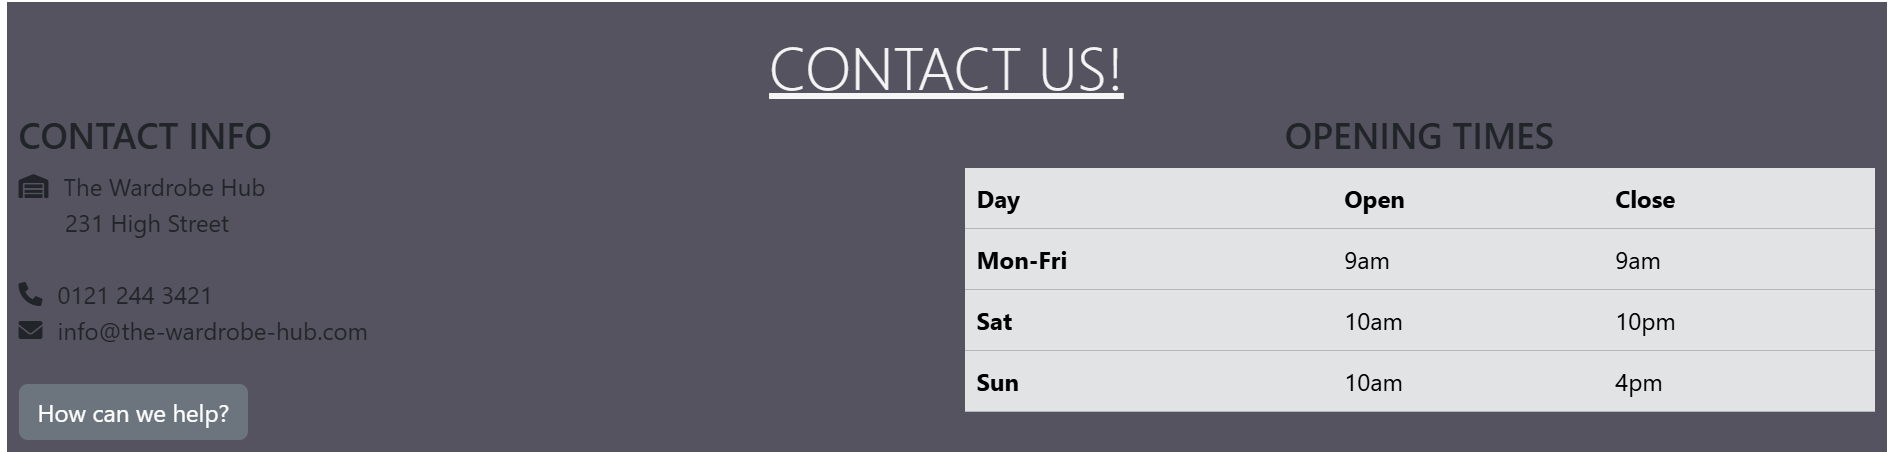 CONTACT US!
CONTACT INFO
The Wardrobe Hub
231 High Street
0121 244 3421
info@the-wardrobe-hub.com
How can we help?
OPENING TIMES
Day Open Close
Mon-Fri 9am 9am
Sat 10am 10pm
Sun 10am 4pm